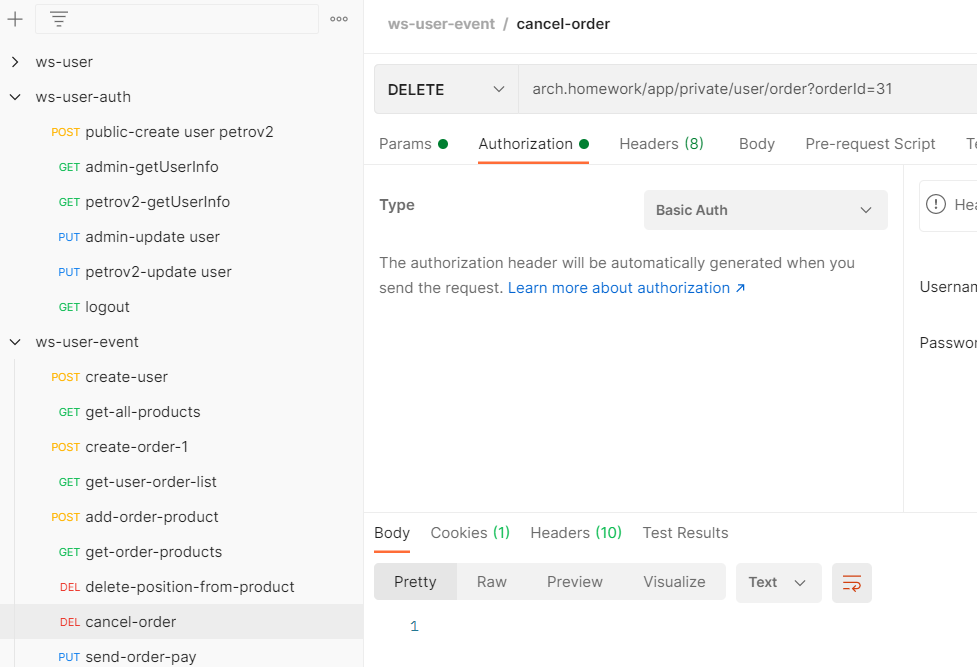 ws-user
ws-user-auth
POST public-create user petrov2
GET admin-getUserInfo
GET petrov2-getUserInfo
PUT admin-update user
PUT petrov2-update user
GET logout
ws-user-event
POST create-user
GET get-all-products
POST create-order-1
GET get-user-order-list
POST add-order-product
GET get-order-products
DEL delete-position-from-product
DEL cancel-order
PUT send-order-pay
ws-user-event / cancel-order
DELETE arch.homework/app/private/user/order?orderId=31
Params Authorization Headers (8) Body Pre-request Script
Type Basic Auth
The authorization header will be automatically generated when you
send the request. Learn more about authorization ↗
Body Cookies (1) Headers (10) Test Results
Pretty Raw Preview Visualize Text
1